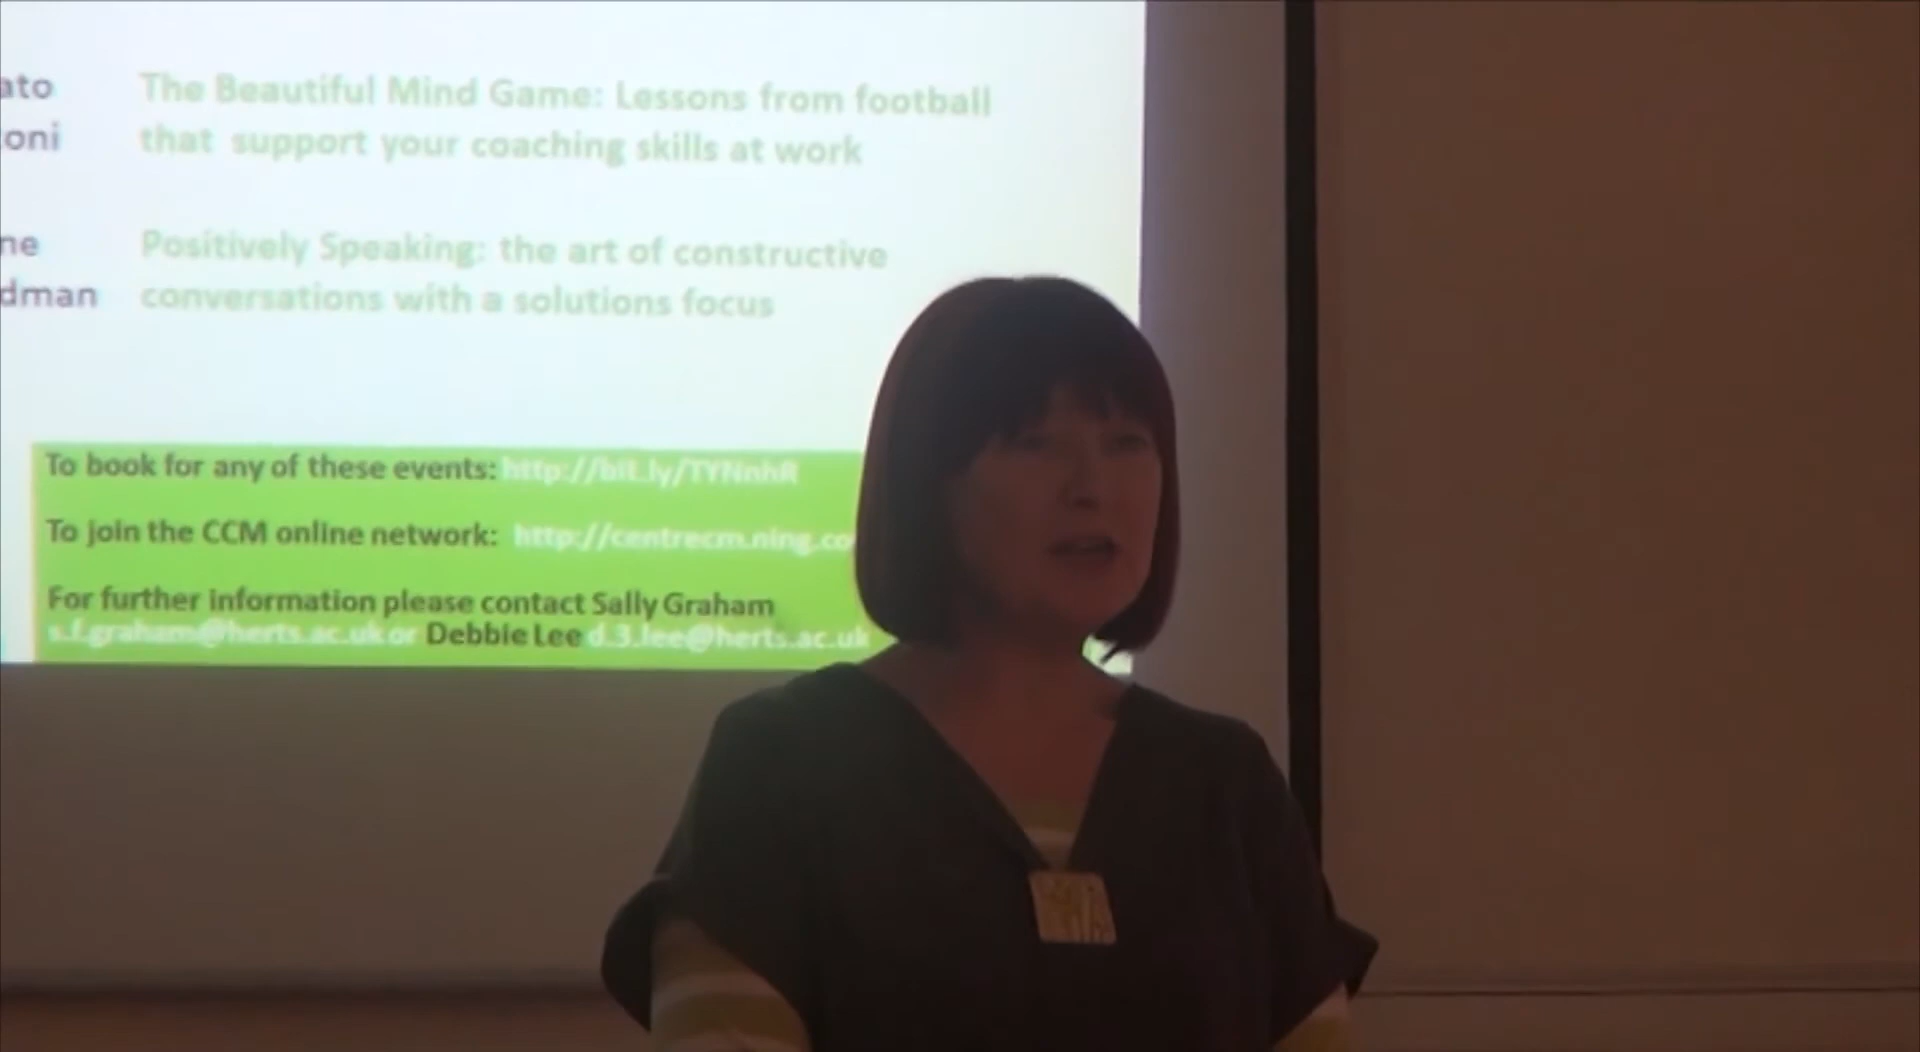 ato The Beautiful Mind Game: Lessons from football
toni that support your coaching skills at work
ne Positively Speaking: the art of constructive
dman conversations with a solutions focus
To book for any of these events: http://bit.ly/TYNnhR
To join the CCM online network: http://centrecm.ning.co
For further information please contact Sally Graham
s.f.graham@herts.ac.uk or Debbie Lee d.3.lee@herts.ac.uk